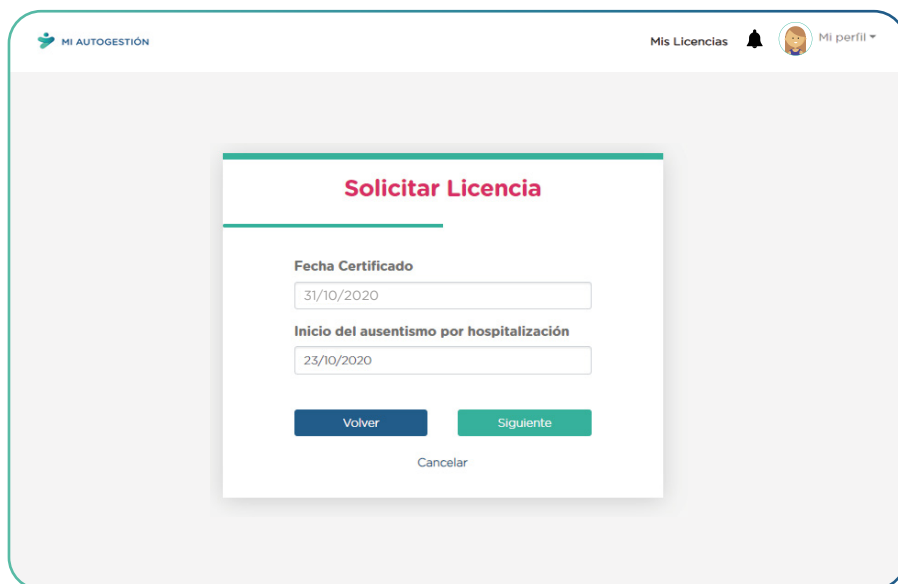 MI AUTOGESTIÓN
Mis Licencias
Mi perfil
Solicitar Licencia
Fecha Certificado
31/10/2020
Inicio del ausentismo por hospitalización
23/10/2020
Volver
Siguiente
Cancelar